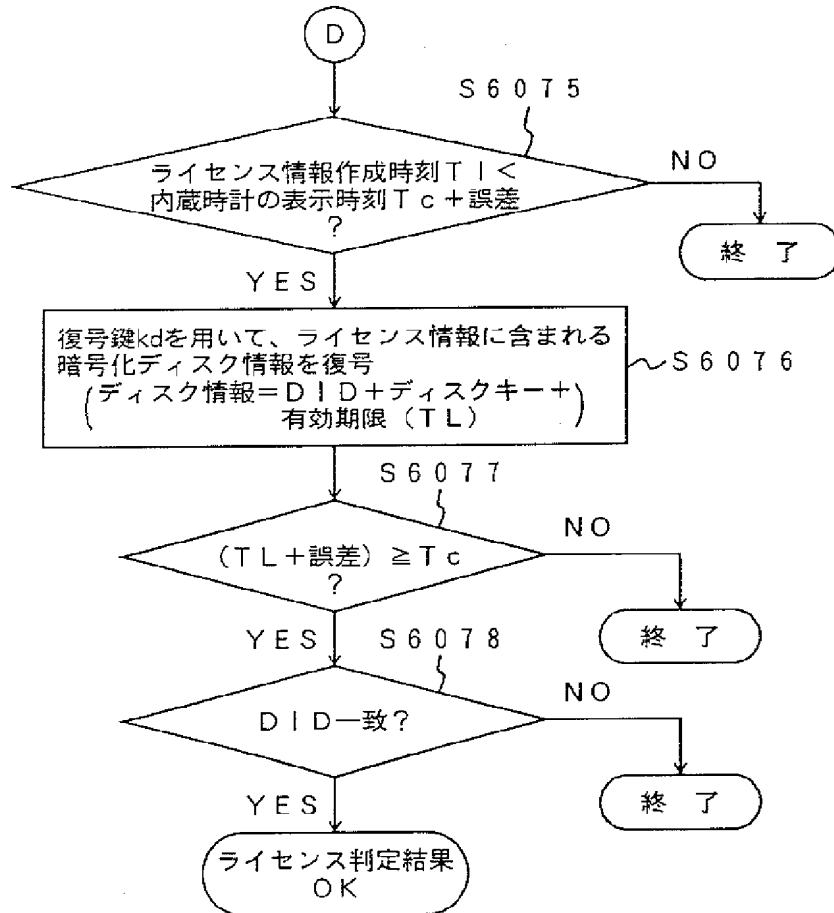 D
S6075
ライセンス情報作成時刻Tl<
内蔵時計の表示時刻Tc+誤差
?
NO
終 了
YES
復号鍵kdを用いて、ライセンス情報に含まれる
暗号化ディスク情報を復号
(ディスク情報=DID+ディスクキー+
有効期限(TL))
S6076
S6077
(TL+誤差)≧Tc
?
NO
終 了
YES
S6078
DID一致?
NO
終 了
YES
ライセンス判定結果
OK